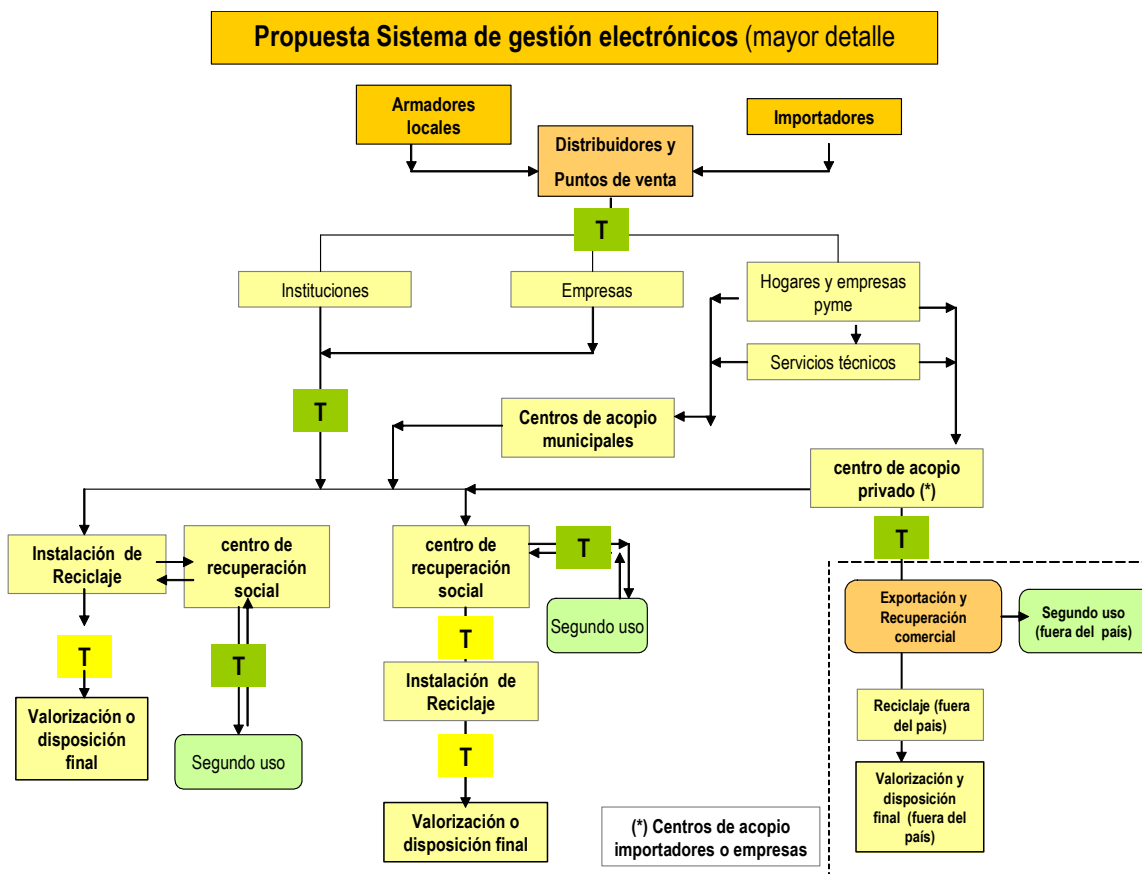 Propuesta Sistema de gestión electrónicos (mayor detalle
Armadores
locales
Importadores
Distribuidores y
Puntos de venta
T
Instituciones
Empresas
Hogares y empresas
pyme
Servicios técnicos
T
Centros de acopio
municipales
centro de acopio
privado (*)
Instalación de
Reciclaje
centro de
recuperación
social
centro de
recuperación
social
T
T
Segundo uso
Exportación y
Recuperación
comercial
Segundo uso
(fuera del país)
T
T
T
Instalación de
Reciclaje
Reciclaje (fuera
del pais)
Valorización o
disposición
final
Segundo uso
T
Valorización y
disposición
final (fuera del
país)
Valorización o
disposición final
(*) Centros de acopio
importadores o empresas